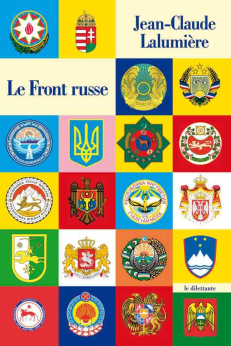 Jean-Claude
Lalumière
Le Front russe
le dilettante